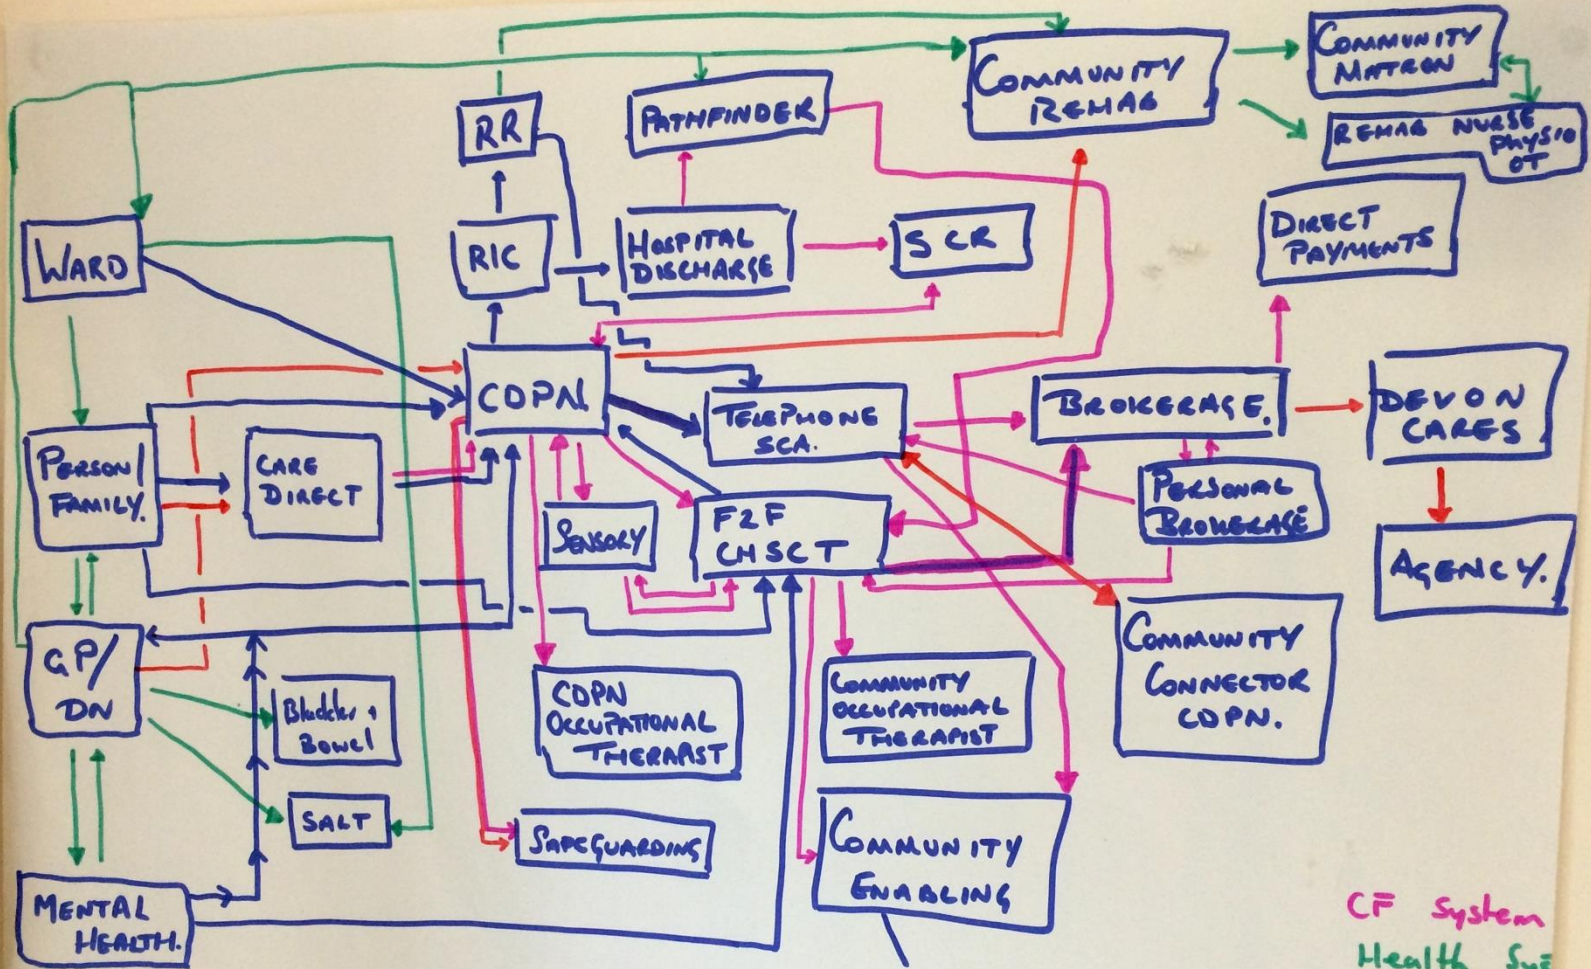 COMMUNITY
REHAB
COMMUNITY
MATRON
RR
PATHFINDER
REHAB NURSE
PHYSIO
OT
WARD
RIC
HOSPITAL
DISCHARGE
SCR
DIRECT
PAYMENTS
CDPN.
TELEPHONE
SCA.
BROKERAGE.
DEVON
CARES
PERSON/
FAMILY.
CARE
DIRECT
SENSORY
F2F
CHSCT
PERSONAL
BROKERAGE
AGENCY.
GP/
DN
Bladder +
Bowel
CDPN
OCCUPATIONAL
THERAPIST
COMMUNITY
OCCUPATIONAL
THERAPIST
COMMUNITY
CONNECTOR
CDPN.
SALT
SAFEGUARDING
COMMUNITY
ENABLING
MENTAL
HEALTH.
CF System
Health